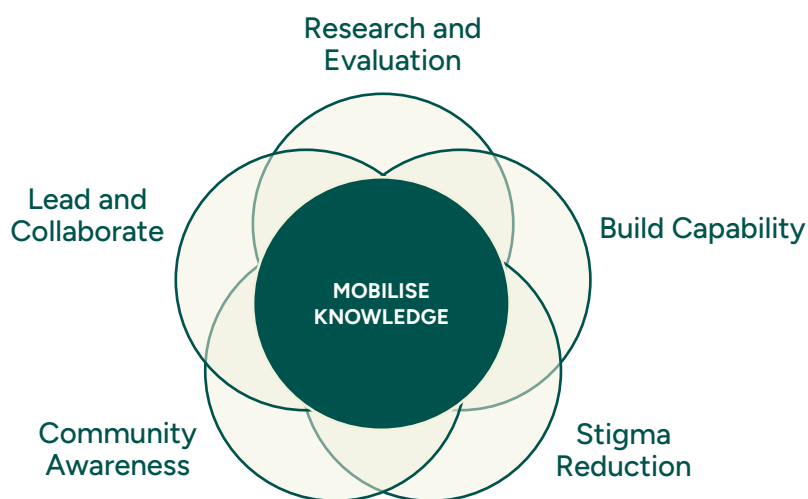 Research and
Evaluation
Lead and
Collaborate
Build Capability
MOBILISE
KNOWLEDGE
Community
Awareness
Stigma
Reduction